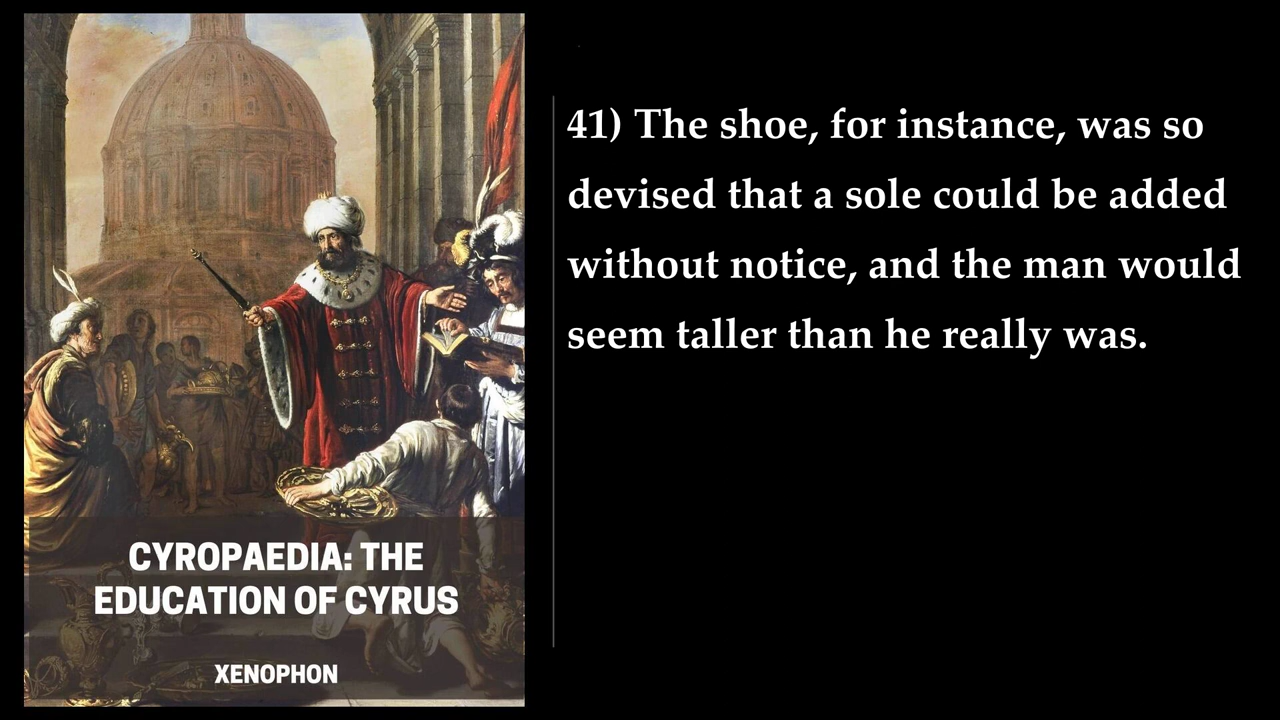 41) The shoe, for instance, was so
devised that a sole could be added
without notice, and the man would
seem taller than he really was.
CYROPAEDIA: THE
EDUCATION OF CYRUS
XENOPHON